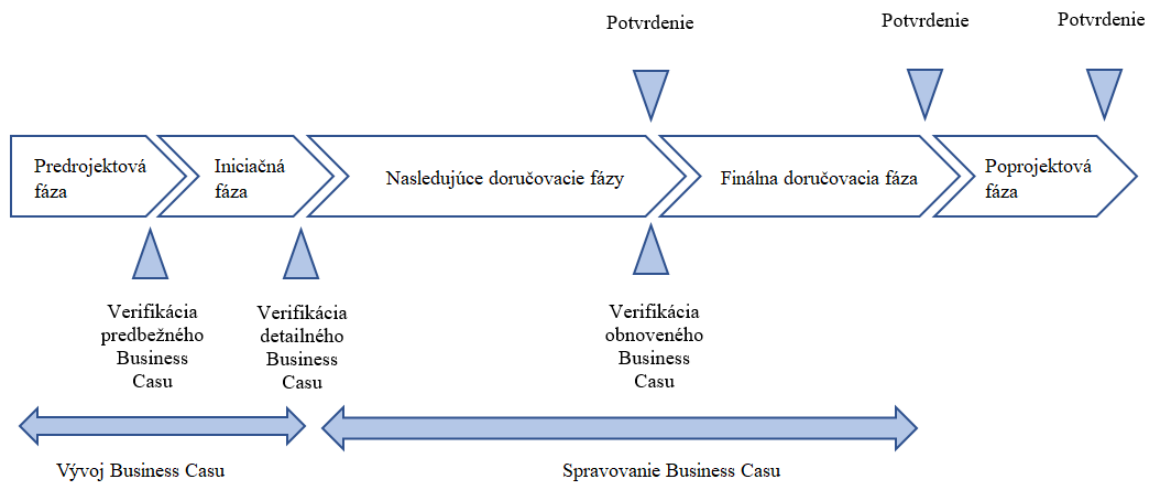 Potvrdenie
Potvrdenie
Potvrdenie
Predrojektová
fáza
Iniciačná
fáza
Nasledujúce doručovacie fázy
Finálna doručovacia fáza
Poprojektová
fáza
Verifikácia
predbežného
Business
Casu
Verifikácia
detailného
Business
Casu
Verifikácia
obnoveného
Business
Casu
Vývoj Business Casu
Spravovanie Business Casu